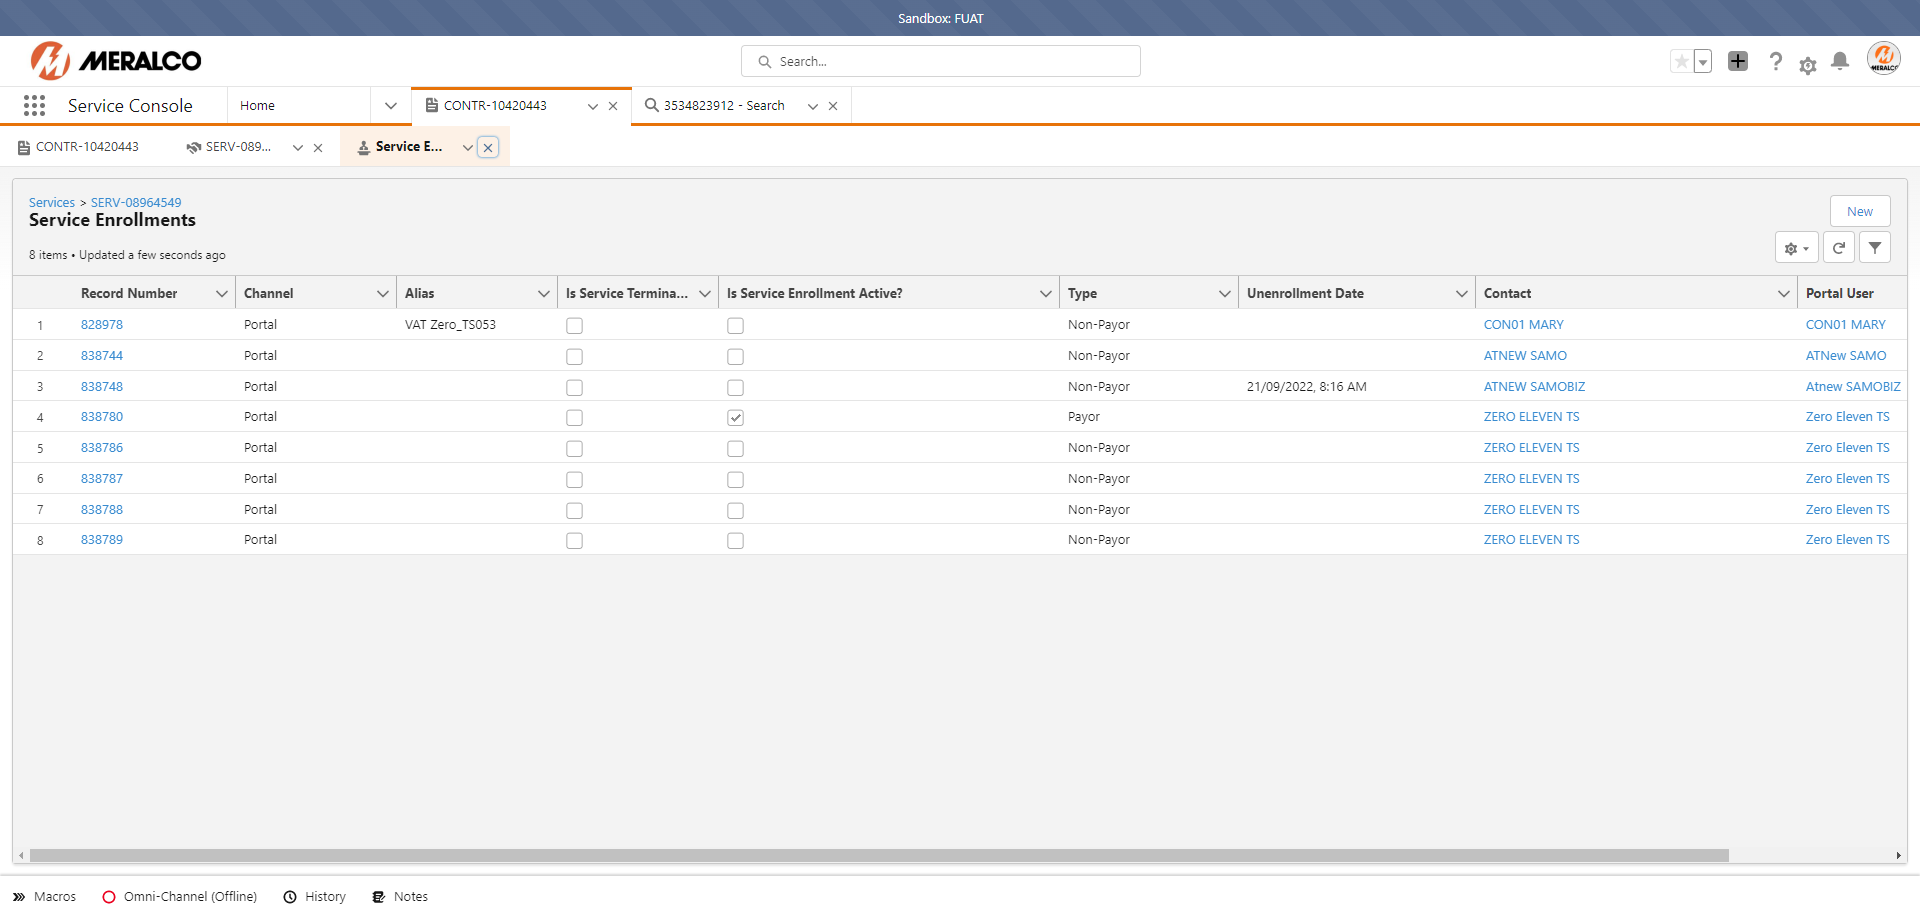 Sandbox: FUAT
MERALCO
Search...
MERALCO
Service Console
Home
CONTR-10420443
3534823912 - Search
CONTR-10420443
SERV-089...
Service E...
Services > SERV-08964549
Service Enrollments
New
8 items • Updated a few seconds ago
Record Number Channel Alias Is Service Termina... Is Service Enrollment Active? Type Unenrollment Date Contact Portal User
1 828978 Portal VAT Zero_TS053 Non-Payor CON01 MARY CON01 MARY
2 838744 Portal Non-Payor ATNEW SAMO ATNew SAMO
3 838748 Portal Non-Payor 21/09/2022, 8:16 AM ATNEW SAMOBIZ Atnew SAMOBIZ
4 838780 Portal Payor ZERO ELEVEN TS Zero Eleven TS
5 838786 Portal Non-Payor ZERO ELEVEN TS Zero Eleven TS
6 838787 Portal Non-Payor ZERO ELEVEN TS Zero Eleven TS
7 838788 Portal Non-Payor ZERO ELEVEN TS Zero Eleven TS
8 838789 Portal Non-Payor ZERO ELEVEN TS Zero Eleven TS
Macros
Omni-Channel (Offline)
History
Notes